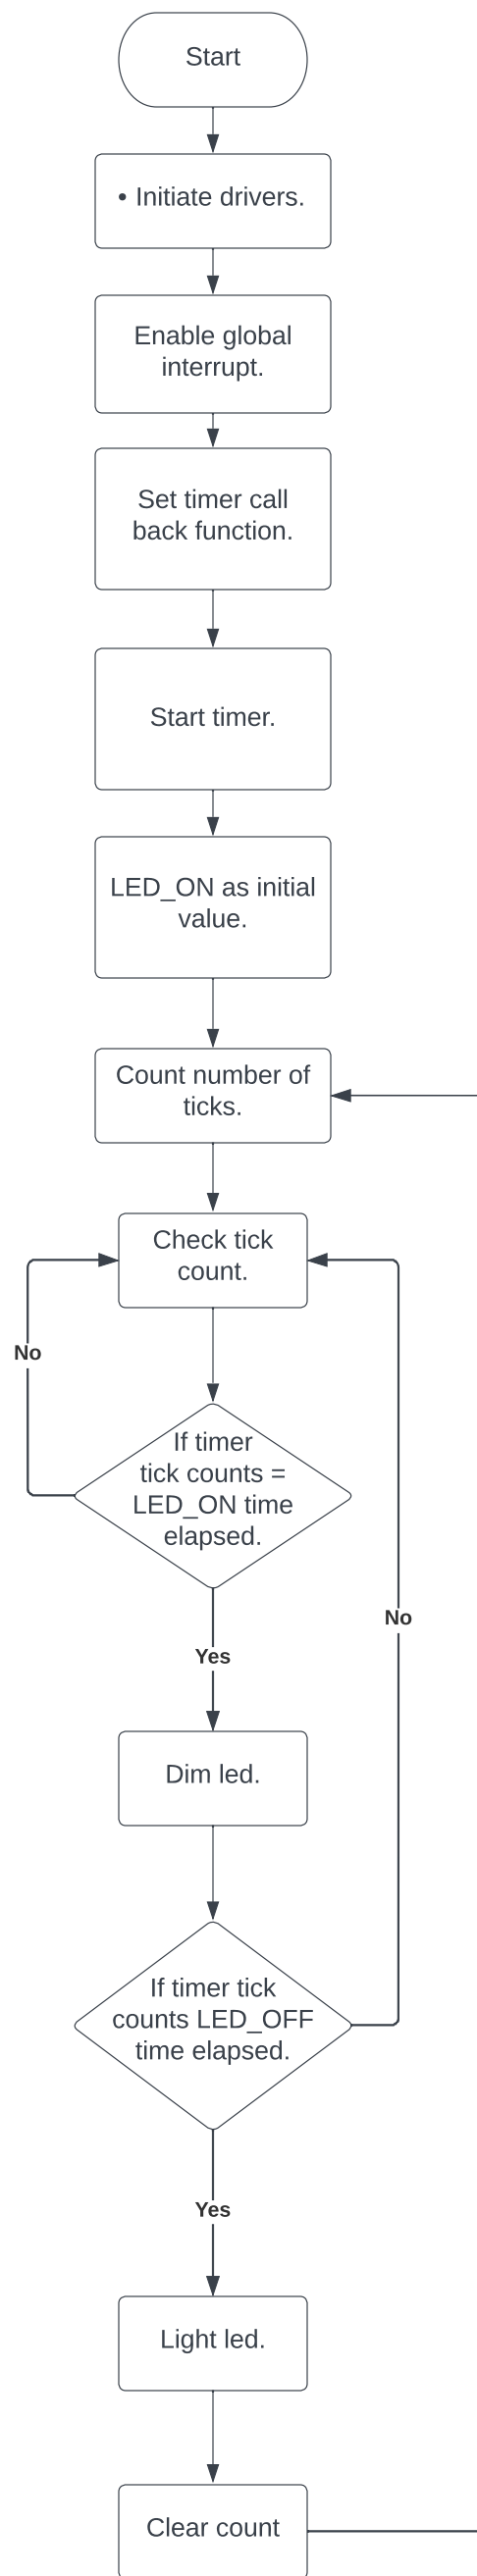 Start
• Initiate drivers.
Enable global
interrupt.
Set timer call
back function.
Start timer.
LED_ON as initial
value.
Count number of
ticks.
Check tick
count.
No
If timer
tick counts =
LED_ON time
elapsed.
No
Yes
Dim led.
If timer tick
counts LED_OFF
time elapsed.
Yes
Light led.
Clear count